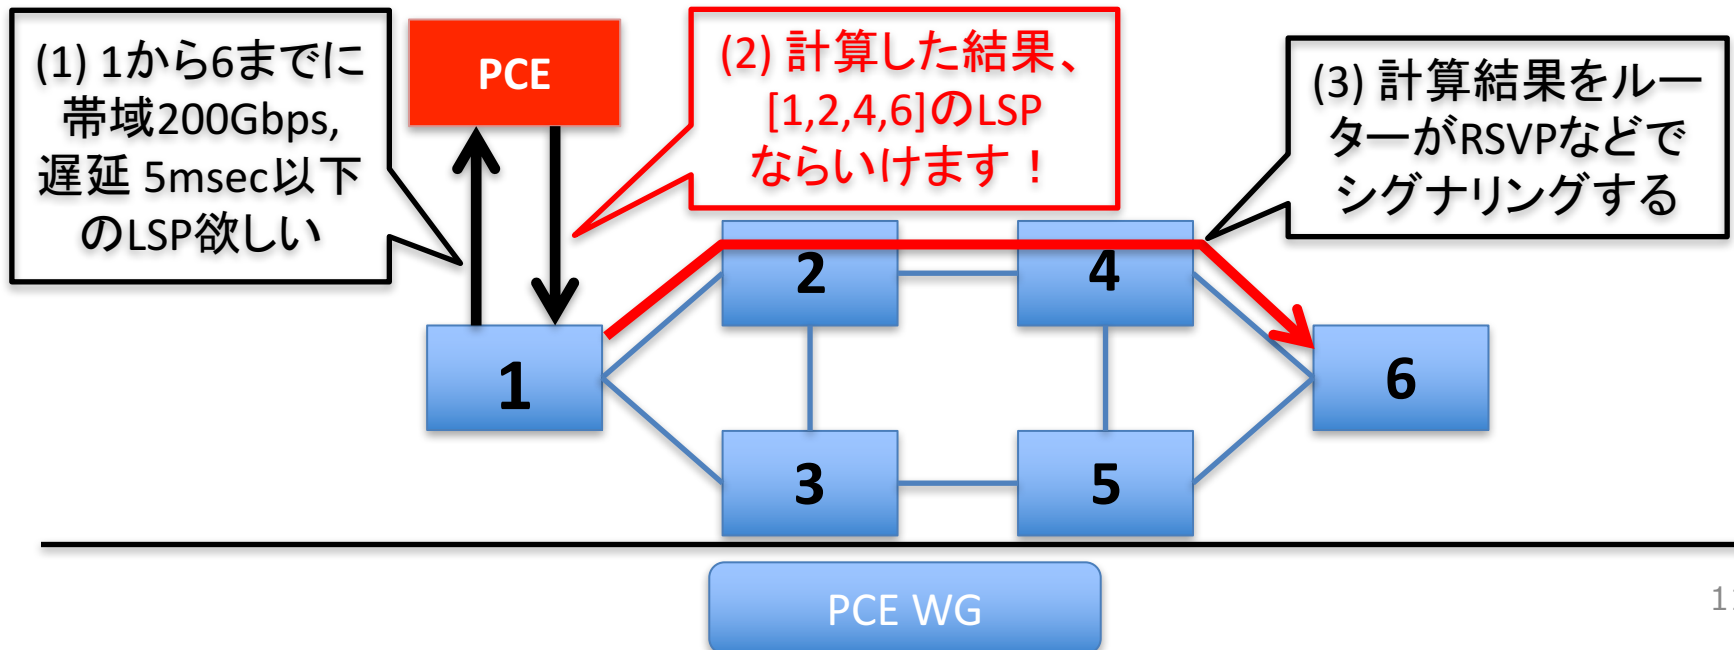 (1) 1から6までに
帯域200Gbps,
遅延 5msec以下
のLSP欲しい
PCE
(2) 計算した結果、
[1,2,4,6]のLSP
ならいけます！
(3) 計算結果をルー
ターがRSVPなどで
シグナリングする
2
4
1
6
3
5
PCE WG